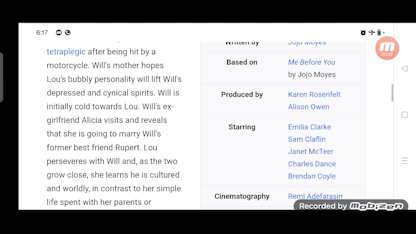 6:17
tetraplegic after being hit by a
motorcycle. Will's mother hopes
Lou's bubbly personality will lift Will's
depressed and cynical spirits. Will is
initially cold towards Lou. Will's ex-
girlfriend Alicia visits and reveals
that she is going to marry Will's
former best friend Rupert. Lou
perseveres with Will and, as the two
grow close, she learns he is cultured
and worldly, in contrast to her simple
life spent with her parents or
Written by Jojo Moyes
Based on Me Before You
by Jojo Moyes
Produced by Karen Rosenfelt
Alison Owen
Starring Emilia Clarke
Sam Claflin
Janet McTeer
Charles Dance
Brendan Coyle
Cinematography Remi Adefarasin
Recorded by Mobizen